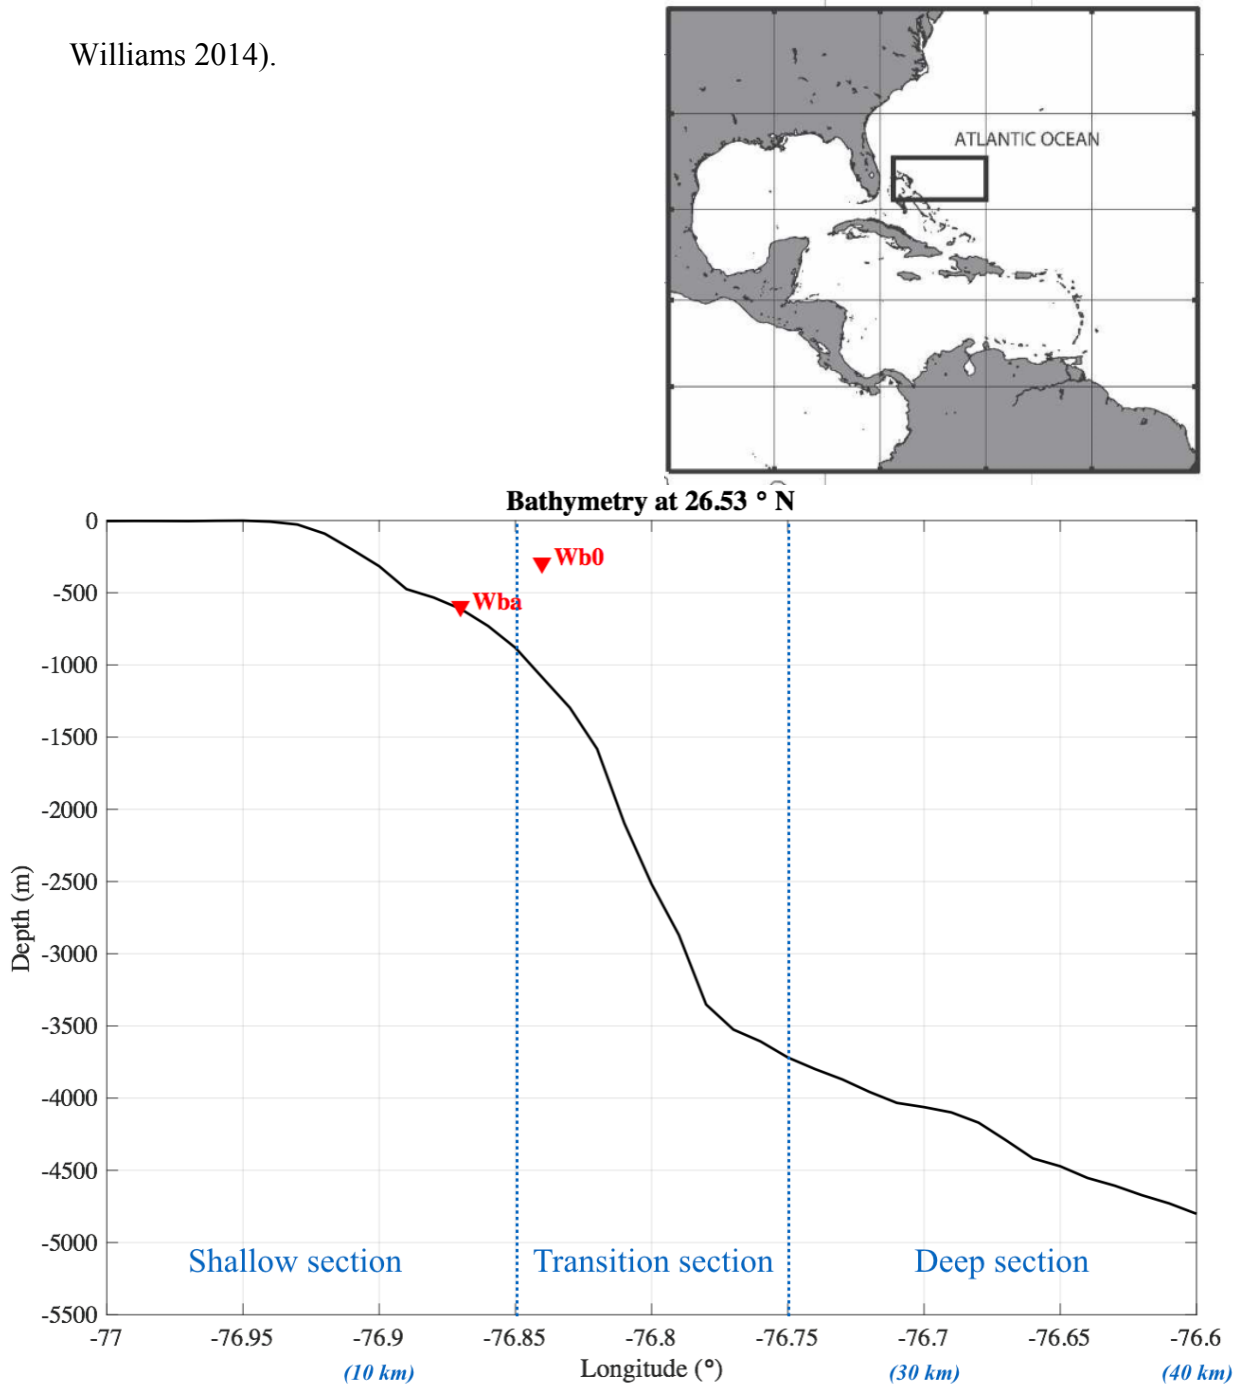 Williams 2014).
ATLANTIC OCEAN
Bathymetry at 26.53 ° N
0
Wb0
-500
Wba
-1000
-1500
-2000
-2500
Depth (m)
-3000
-3500
-4000
-4500
-5000
Shallow section Transition section Deep section
-5500
-77 -76.95 -76.9 -76.85 -76.8 -76.75 -76.7 -76.65 -76.6
(10 km) Longitude (°) (30 km) (40 km)